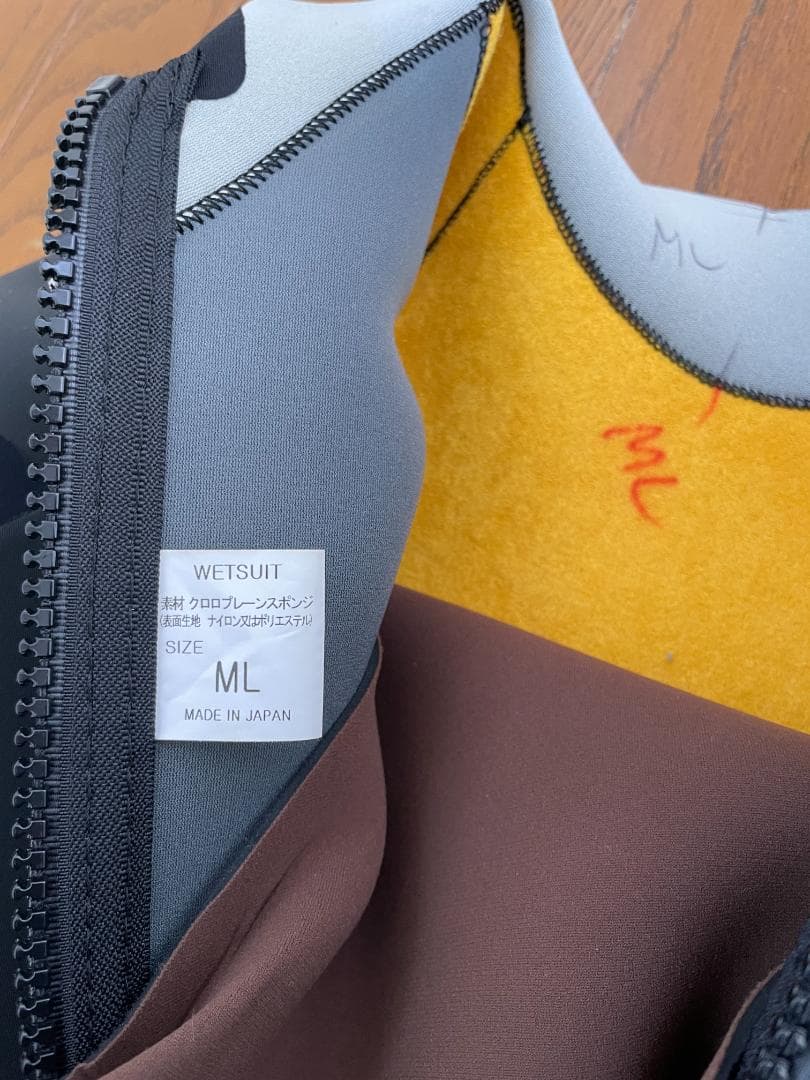 ML
ML
WETSUIT
素材 クロロプレーンスポンジ
(表面生地 ナイロン又はポリエステル)
SIZE
ML
MADE IN JAPAN